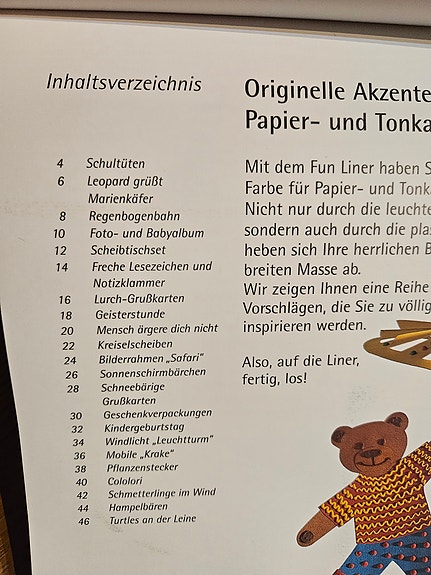 Inhaltsverzeichnis
4 Schultüten
6 Leopard grüßt
Marienkäfer
8 Regenbogenbahn
10 Foto- und Babyalbum
12 Scheibtischset
14 Freche Lesezeichen und
Notizklammer
16 Lurch-Grußkarten
18 Geisterstunde
20 Mensch ärgere dich nicht
22 Kreiselscheiben
24 Bilderrahmen „Safari"
26 Sonnenschirmbärchen
28 Schneebärige
Grußkarten
30 Geschenkverpackungen
32 Kindergeburtstag
34 Windlicht „Leuchtturm"
36 Mobile „Krake"
38 Pflanzenstecker
40 Cololori
42 Schmetterlinge im Wind
44 Hampelbären
46 Turtles an der Leine
Originelle Akzente
Papier- und Tonka
Mit dem Fun Liner haben S
Farbe für Papier- und Tonk
Nicht nur durch die leuchte
sondern auch durch die pla
heben sich Ihre herrlichen B
breiten Masse ab.
Wir zeigen Ihnen eine Reihe
Vorschlägen, die Sie zu völlig
inspirieren werden.
Also, auf die Liner,
fertig, los!